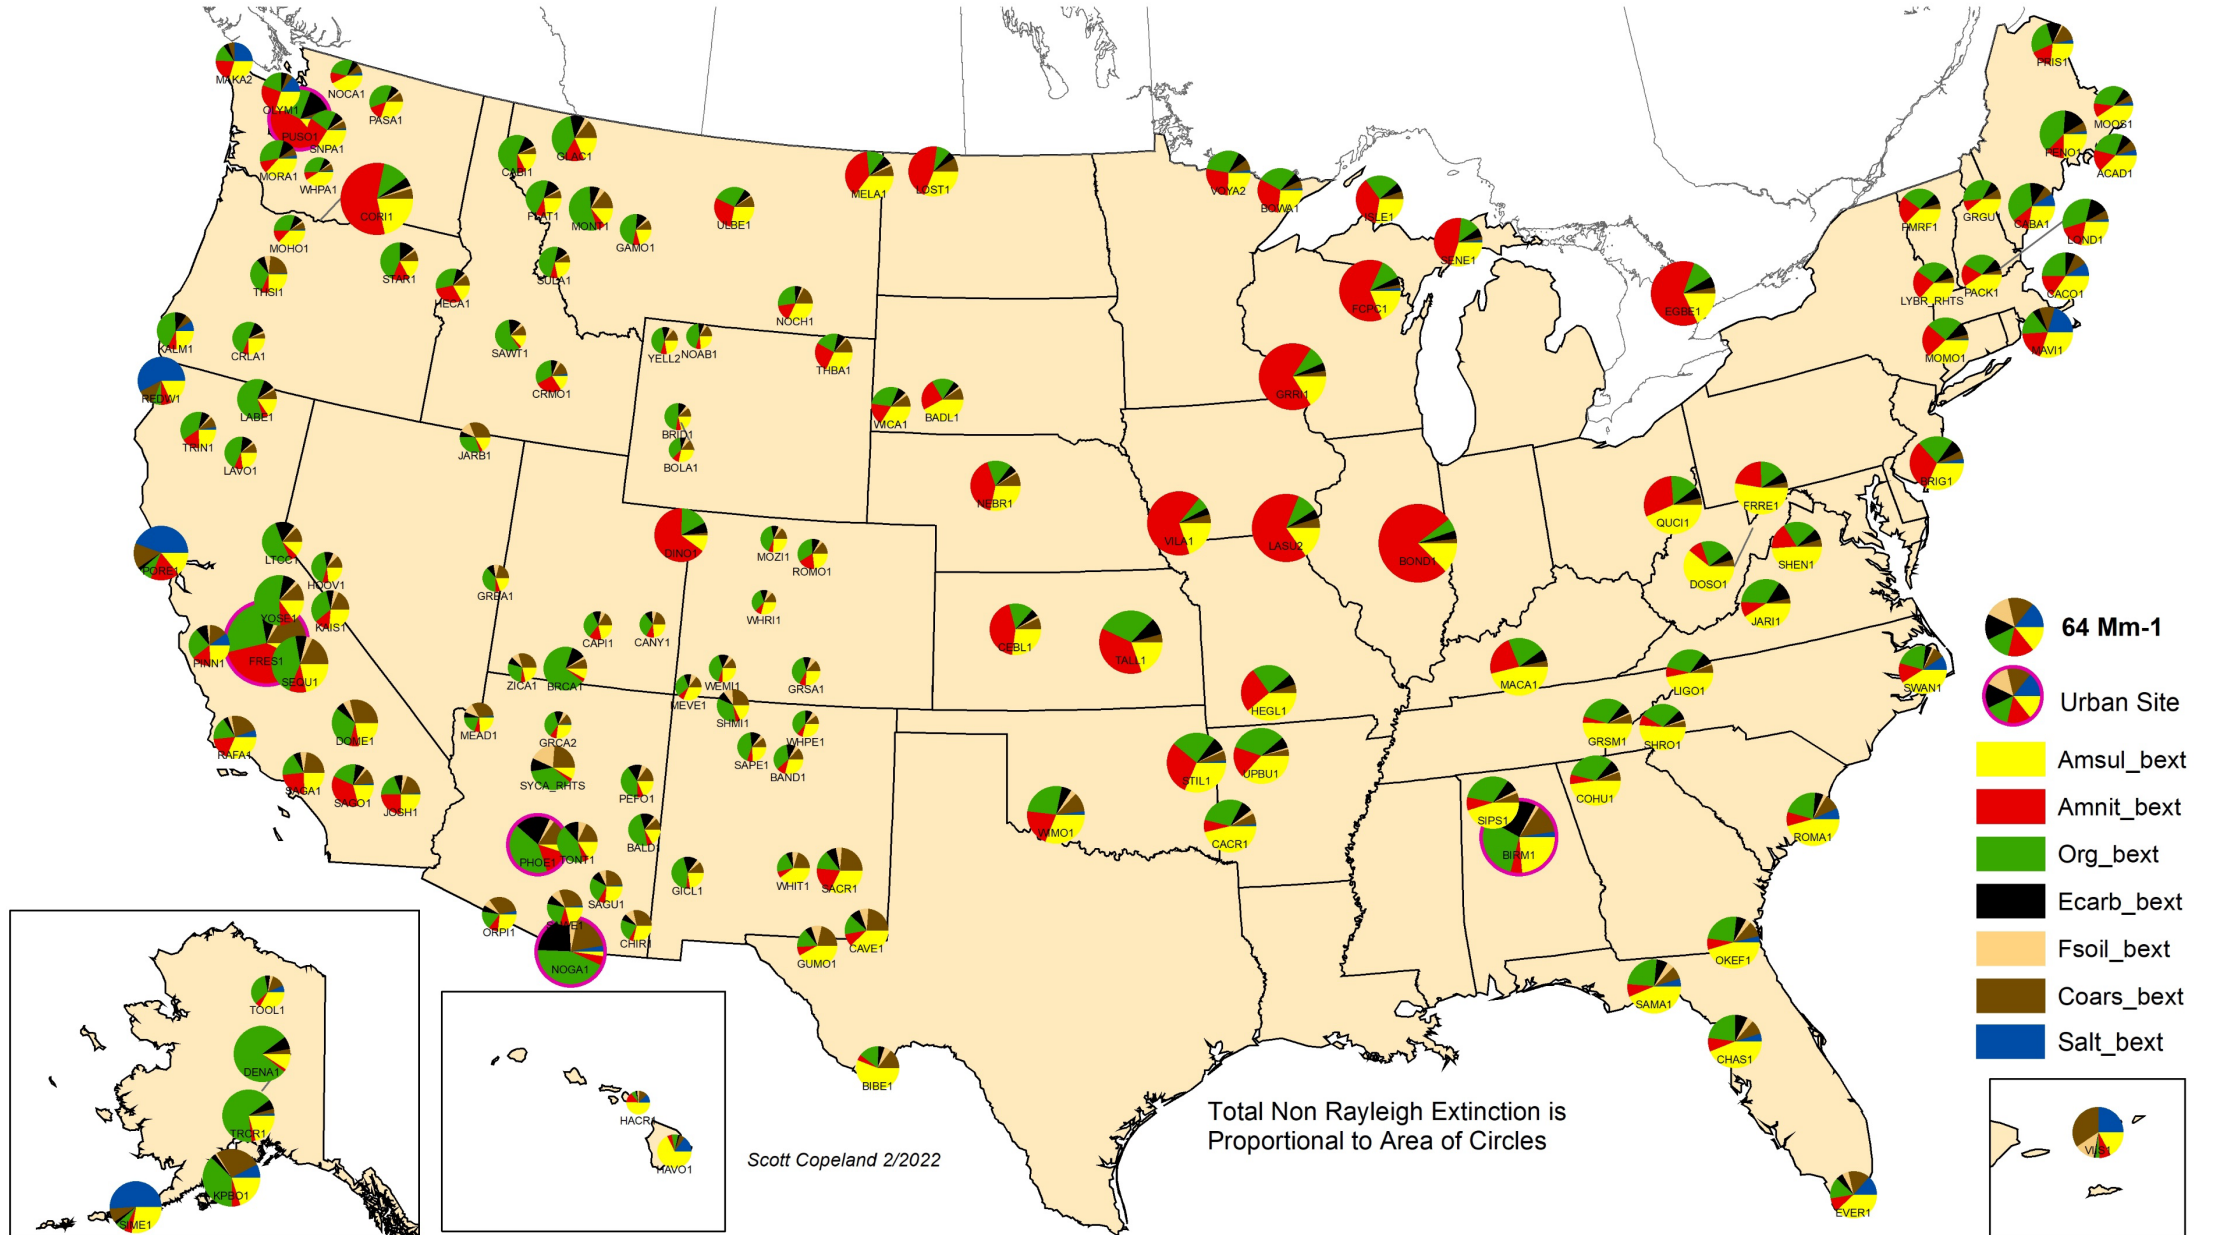 MAKA2
NOCA1
OLYM1
PASA1
PUSO1
SNPA1
MORA1
WHPA1
CORI1
MOHO1
THSI1
STAR1
HECA1
KALM1
CRLA1
REDW1
LABE1
TRIN1
LAVO1
CABI1
GLAC1
FLAT1
MONT1
GAMO1
SULA1
ULBE1
MELA1
LOST1
NOCH1
SAWT1
CRMO1
YELL2
NOAB1
THBA1
BRID1
BOLA1
WICA1
BADL1
NEBR1
JARB1
VOYA2
BOWA1
ISLE1
SENE1
FCPC1
GRRI1
EGBE1
PRIS1
MOOS1
PENO1
ACAD1
PMRF1
GRGU1
CABA1
LOND1
LYBR_RHTS
PACK1
CACO1
MOMO1
MAVI1
BRIG1
PORE1
LTCC1
HOOV1
YOSE1
KAIS1
PINN1
FRES1
SEQU1
RAFA1
DOME1
SAGA1
SAGO1
JOSH1
GRBA1
DINO1
MOZI1
ROMO1
WHRI1
CAPI1
CANY1
ZICA1
BRCA1
WEMI1
MEVE1
GRSA1
SHMI1
MEAD1
GRCA2
WHPE1
SAPE1
BAND1
SYCA_RHTS
PEFO1
PHOE1
TONT1
BALD1
GICL1
WHIT1
SACR1
SAGU1
ORPI1
CHIR1
NOGA1
CAVE1
GUMO1
BIBE1
VILA1
LASU2
BOND1
CEBL1
TALL1
HEGL1
STIL1
UPBU1
WIMO1
CACR1
QUCI1
FRRE1
DOSO1
SHEN1
JARI1
MACA1
LIGO1
SWAN1
GRSM1
SHRO1
COHU1
SIPS1
BIRM1
ROMA1
OKEF1
SAMA1
CHAS1
EVER1
TOOL1
DENA1
TRCR1
KPBO1
SIME1
HACR1
HAVO1
VIIS1
64 Mm-1
Urban Site
Amsul_bext
Amnit_bext
Org_bext
Ecarb_bext
Fsoil_bext
Coars_bext
Salt_bext
Total Non Rayleigh Extinction is
Proportional to Area of Circles
Scott Copeland 2/2022